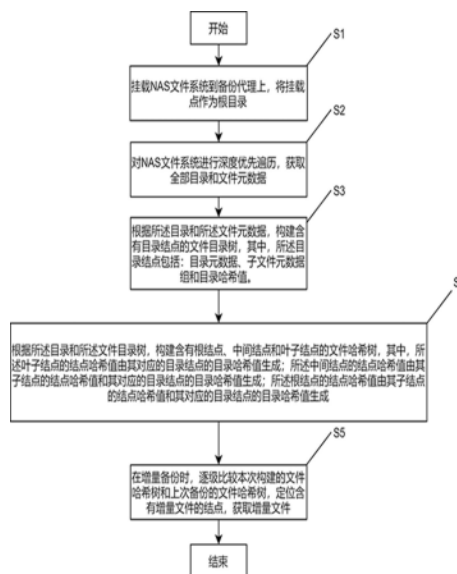 开始
S1
挂载NAS文件系统到备份代理上，将挂载
点作为根目录
S2
对NAS文件系统进行深度优先遍历，获取
全部目录和文件元数据
S3
根据所述目录和所述文件元数据，构建含
有目录结点的文件目录树，其中，所述目
录结点包括：目录元数据、子文件元数据
组和目录哈希值。
S
根据所述目录和所述文件目录树，构建含有根结点、中间结点和叶子结点的文件哈希树，其中，所
述叶子结点的结点哈希值由其对应的目录结点的目录哈希值生成；所述中间结点的结点哈希值由其
子结点的结点哈希值和其对应的目录结点的目录哈希值生成；所述根结点的结点哈希值由其子结点
的结点哈希值和其对应的目录结点的目录哈希值生成
S5
在增量备份时，逐级比较本次构建的文件
哈希树和上次备份的文件哈希树，定位含
有增量文件的结点，获取增量文件
结束